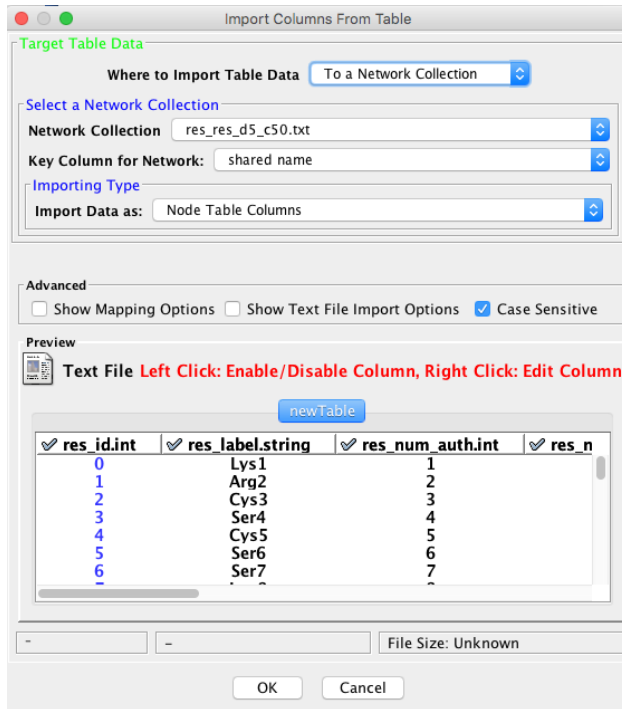 Import Columns From Table
Target Table Data
Where to Import Table Data To a Network Collection
Select a Network Collection
Network Collection res_res_d5_c50.txt
Key Column for Network: shared name
Importing Type
Import Data as: Node Table Columns
Advanced
Show Mapping Options Show Text File Import Options Case Sensitive
Preview
Text File Left Click: Enable/Disable Column, Right Click: Edit Column
newTable
res_id.int res_label.string res_num_auth.int res_n
0 Lys1 1
1 Arg2 2
2 Cys3 3
3 Ser4 4
4 Cys5 5
5 Ser6 6
6 Ser7 7
- - File Size: Unknown
OK Cancel